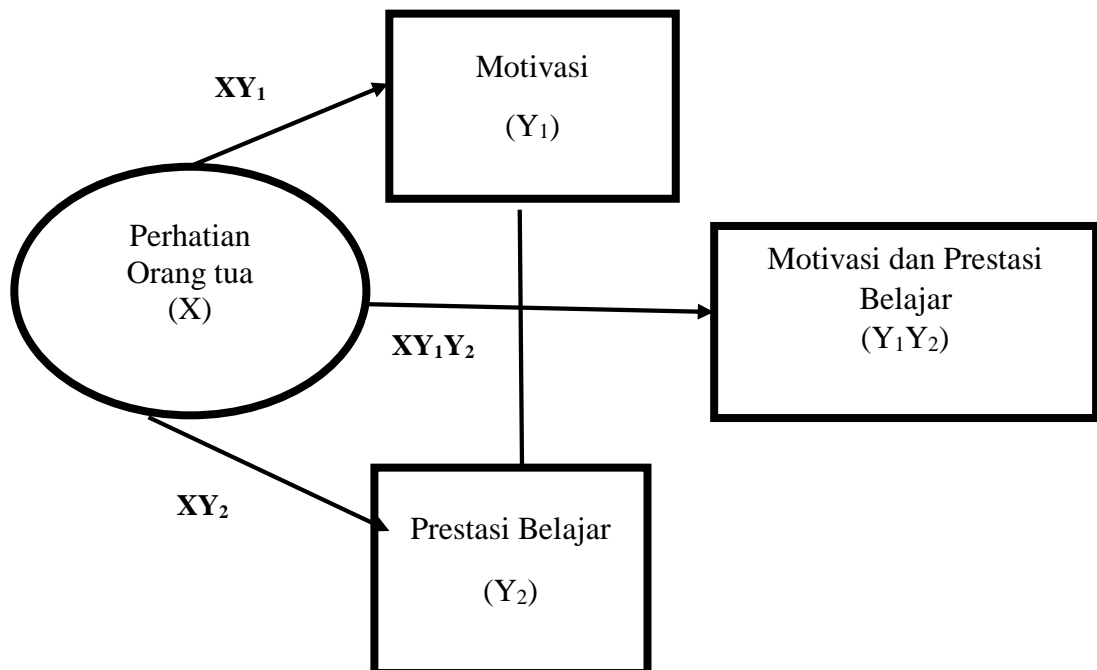 Motivasi
(Y₁)
XY₁
Perhatian
Orang tua
(X)
Motivasi dan Prestasi
Belajar
(Y₁Y₂)
XY₁Y₂
XY₂
Prestasi Belajar
(Y₂)